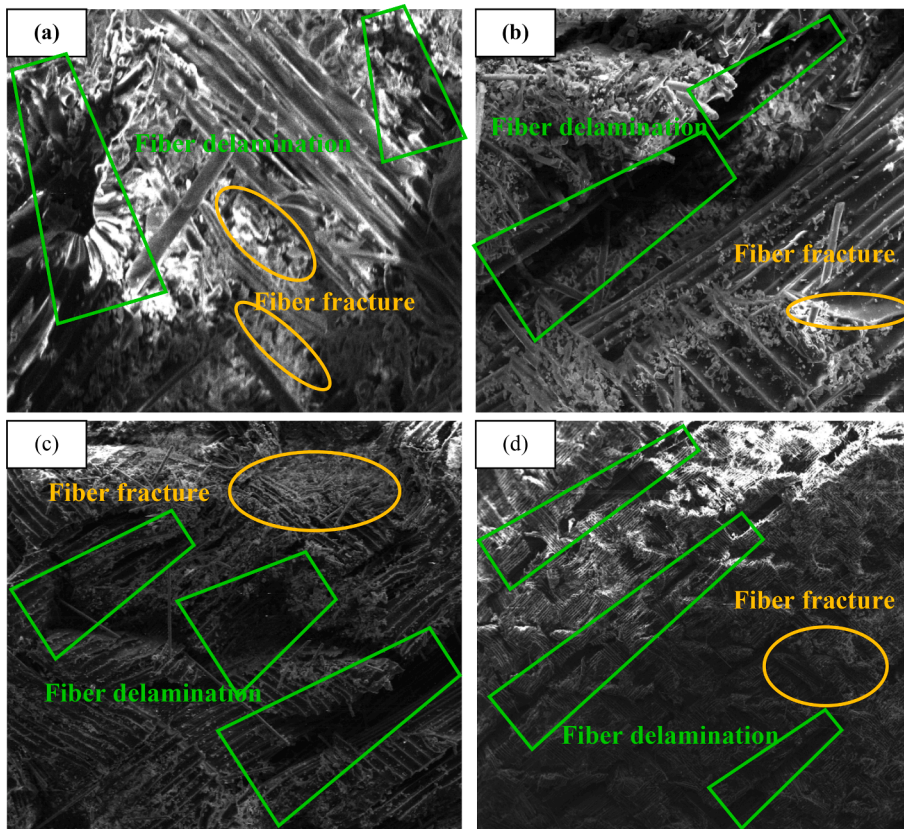 (a)
Fiber delamination
Fiber fracture
(b)
Fiber delamination
Fiber fracture
(c)
Fiber fracture
Fiber delamination
(d)
Fiber fracture
Fiber delamination